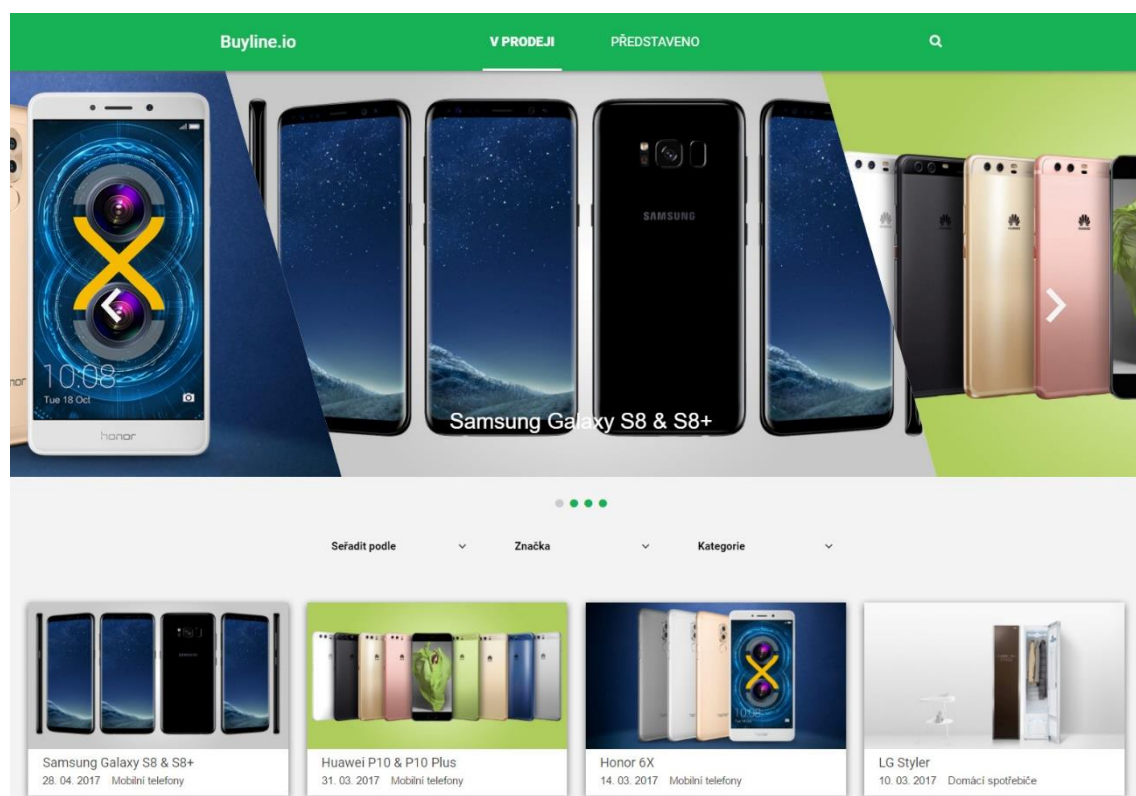 Buyline.io
V PRODEJI
PŘEDSTAVENO
SAMSUNG
10:08
Tue 18 Oct
honor
Samsung Galaxy S8 & S8+
Seřadit podle
Značka
Kategorie
10:08
Samsung Galaxy S8 & S8+
28. 04. 2017 Mobilní telefony
Huawei P10 & P10 Plus
31. 03. 2017 Mobilní telefony
Honor 6X
14. 03. 2017 Mobilní telefony
LG Styler
10. 03. 2017 Domácí spotřebiče